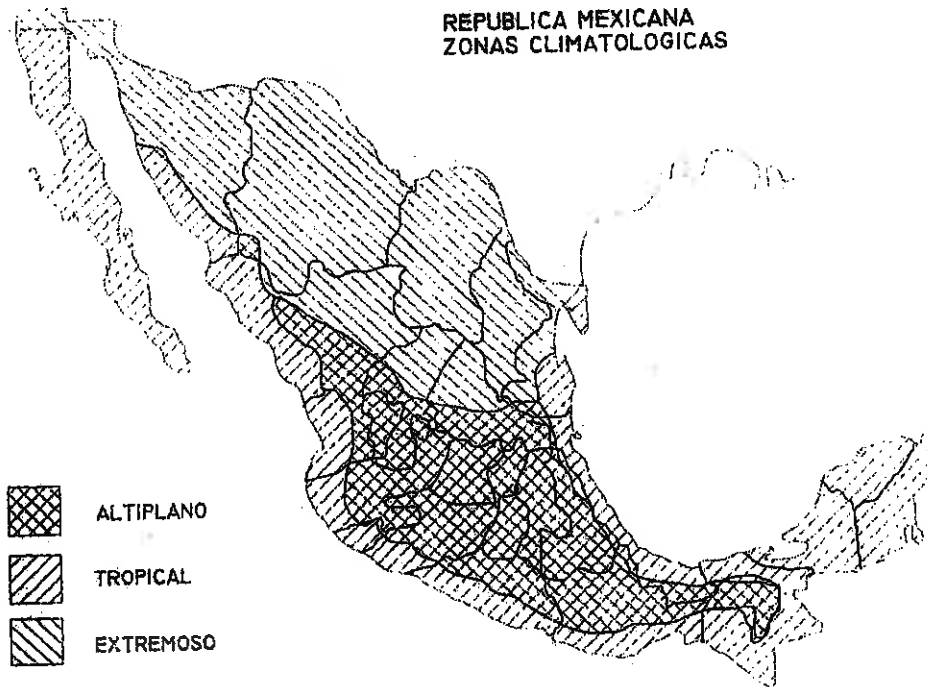 REPUBLICA MEXICANA
ZONAS CLIMATOLOGICAS
ALTIPLANO
TROPICAL
EXTREMOSO